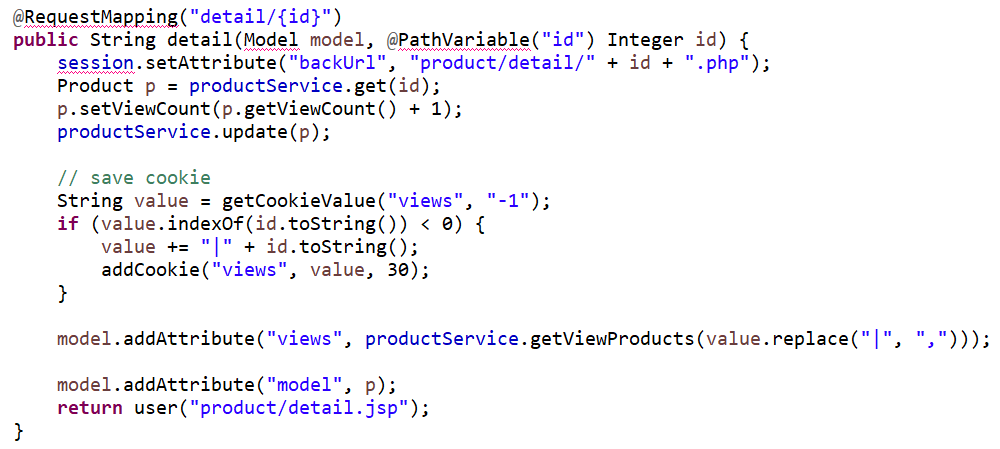 @RequestMapping("detail/{id}")
public String detail(Model model, @PathVariable("id") Integer id) {
    session.setAttribute("backUrl", "product/detail/" + id + ".php");
    Product p = productService.get(id);
    p.setViewCount(p.getViewCount() + 1);
    productService.update(p);

    // save cookie
    String value = getCookieValue("views", "-1");
    if (value.indexOf(id.toString()) < 0) {
        value += "|" + id.toString();
        addCookie("views", value, 30);
    }

    model.addAttribute("views", productService.getViewProducts(value.replace("|", ",")));

    model.addAttribute("model", p);
    return user("product/detail.jsp");
}